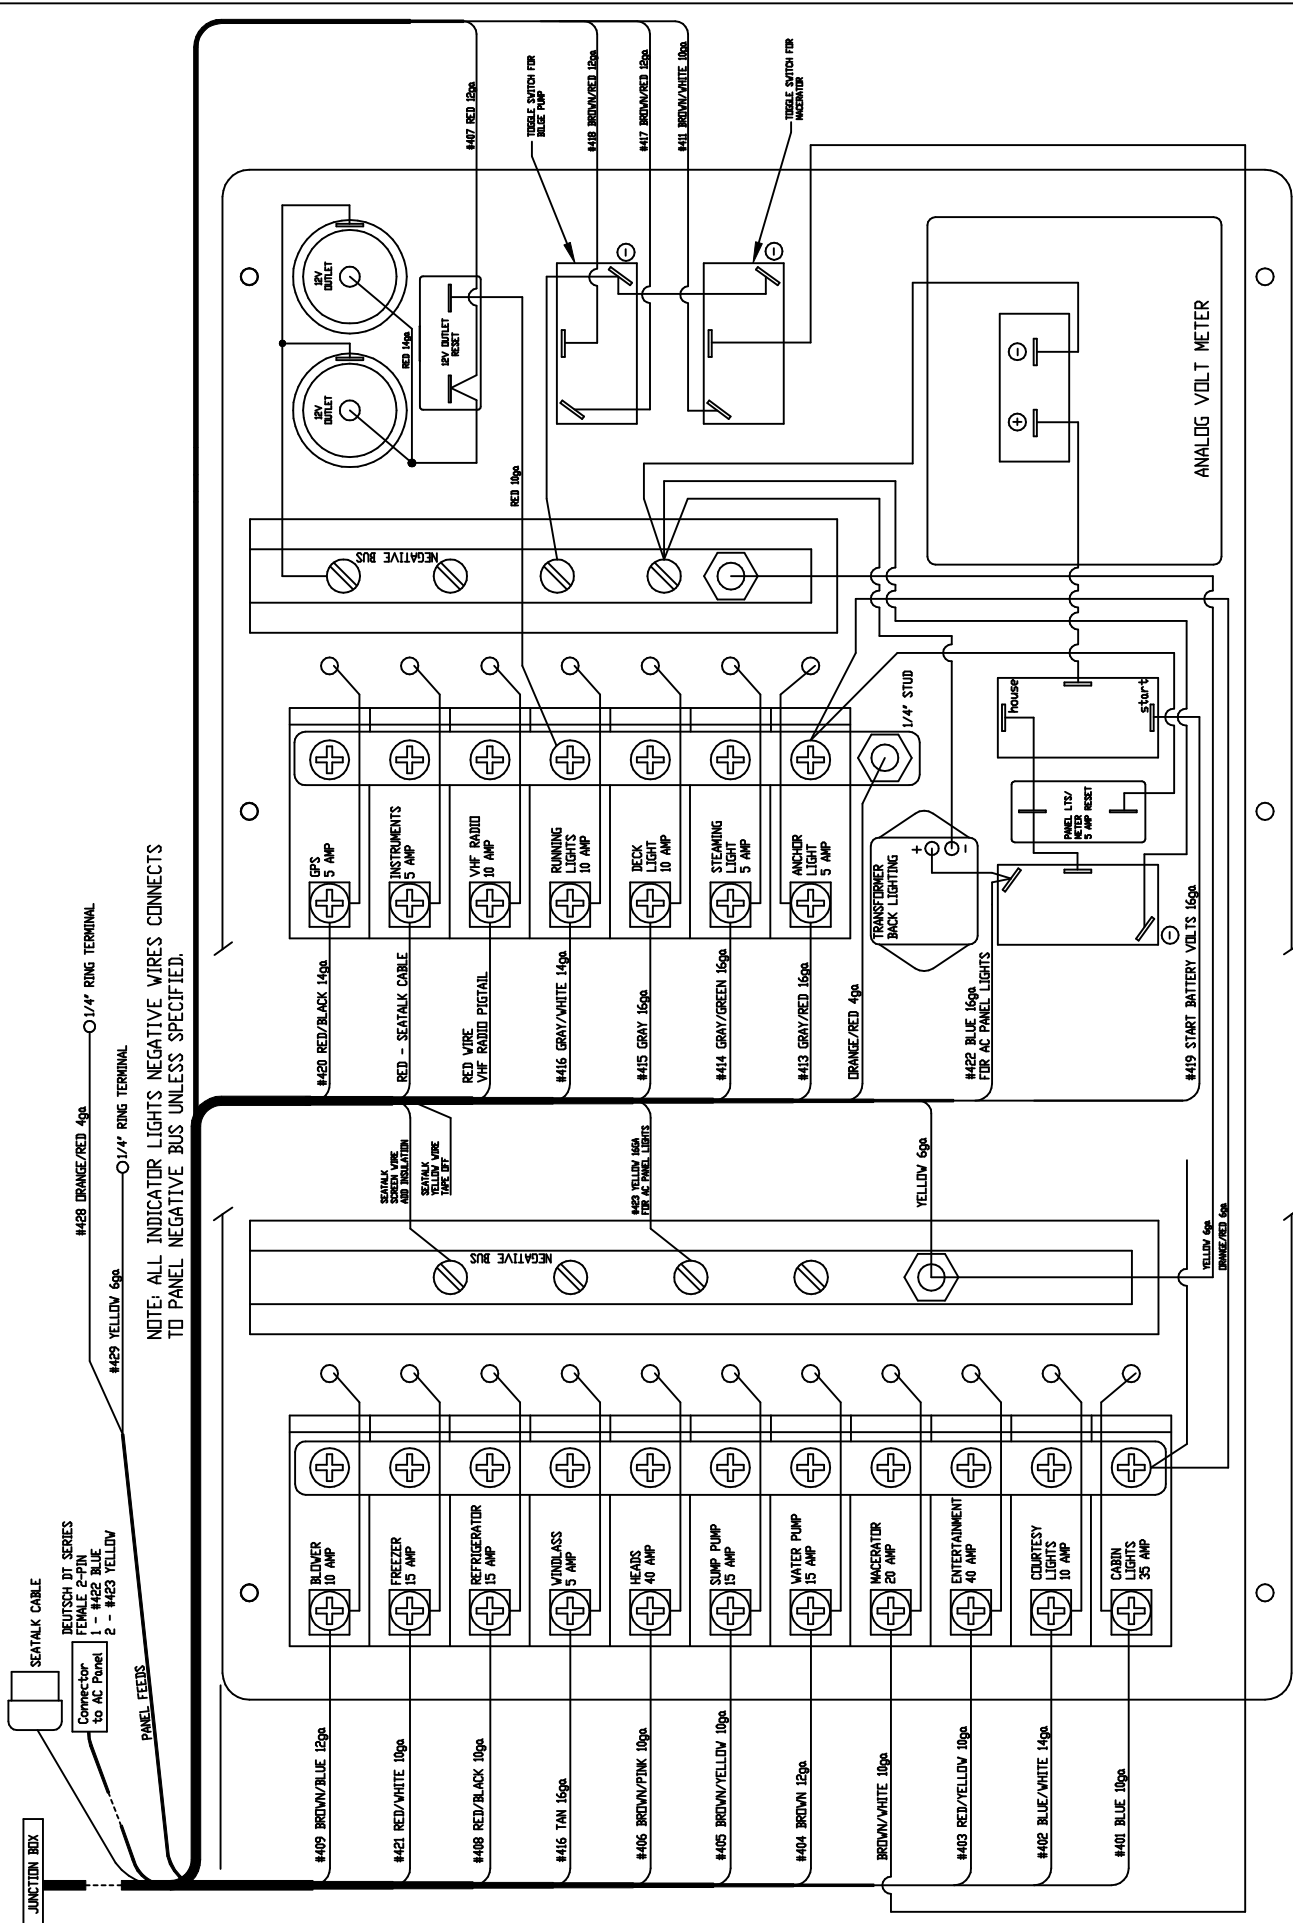 JUNCTION BOX
SEATALK CABLE
Connector
to AC Panel
DEUTSCH DT SERIES
FEMALE 2-PIN
1 - #422 BLUE
2 - #423 YELLOW
PANEL FEEDS
#428 ORANGE/RED 4ga
1/4" RING TERMINAL
#429 YELLOW 6ga
1/4" RING TERMINAL
NOTE: ALL INDICATOR LIGHTS NEGATIVE WIRES CONNECTS
TO PANEL NEGATIVE BUS UNLESS SPECIFIED.
#409 BROWN/BLUE 12ga
#421 RED/WHITE 10ga
#408 RED/BLACK 10ga
#416 TAN 16ga
#406 BROWN/PINK 10ga
#405 BROWN/YELLOW 10ga
#404 BROWN 12ga
BROWN/WHITE 10ga
#403 RED/YELLOW 10ga
#402 BLUE/WHITE 14ga
#401 BLUE 10ga
BLOWER
10 AMP
FREEZER
15 AMP
REFRIGERATOR
15 AMP
WINDLASS
5 AMP
HEADS
40 AMP
SUMP PUMP
15 AMP
WATER PUMP
15 AMP
MACERATOR
20 AMP
ENTERTAINMENT
40 AMP
COURTESY
LIGHTS
10 AMP
CABIN
LIGHTS
35 AMP
NEGATIVE BUS
SEATALK
SCREEN WIRE
ADD INSULATION
SEATALK
YELLOW WIRE
TAPE OFF
#423 YELLOW 16GA
FOR AC PANEL LIGHTS
YELLOW 6ga
YELLOW 6ga
ORANGE/RED 6ga
#420 RED/BLACK 14ga
RED - SEATALK CABLE
RED WIRE
VHF RADIO PIGTAIL
#416 GRAY/WHITE 14ga
#415 GRAY 16ga
#414 GRAY/GREEN 16ga
#413 GRAY/RED 16ga
ORANGE/RED 4ga
#422 BLUE 16ga
FOR AC PANEL LIGHTS
#419 START BATTERY VOLTS 16ga
GPS
5 AMP
INSTRUMENTS
5 AMP
VHF RADIO
10 AMP
RUNNING
LIGHTS
10 AMP
DECK
LIGHT
10 AMP
STEAMING
LIGHT
5 AMP
ANCHOR
LIGHT
5 AMP
TRANSFORMER
BACK LIGHTING
+
-
-
1/4" STUD
PANEL LTS/
METER
5 AMP RESET
house
start
NEGATIVE BUS
RED 10ga
12V
OUTLET
12V
OUTLET
RED 14ga
12V OUTLET
RESET
-
-
+
-
ANALOG VOLT METER
#407 RED 12ga
TOGGLE SWITCH FOR
BILGE PUMP
#418 BROWN/RED 12ga
#417 BROWN/RED 12ga
#411 BROWN/WHITE 10ga
TOGGLE SWITCH FOR
MACERATOR